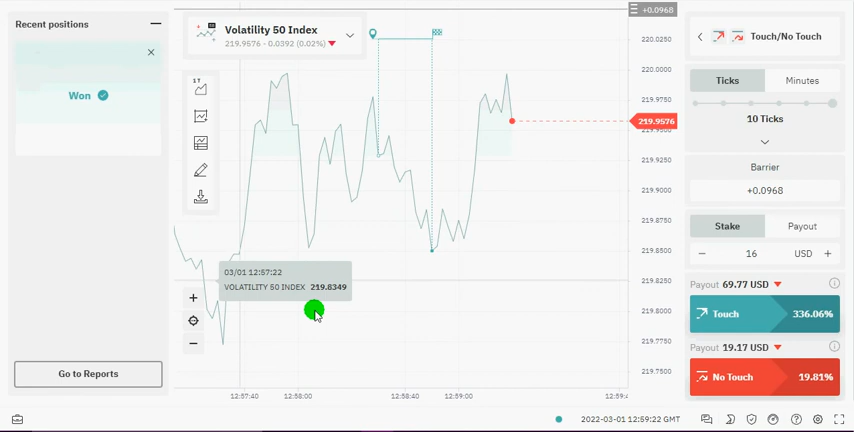 Recent positions
Won
Go to Reports
Volatility 50 Index
219.9576 - 0.0392 (0.02%)
1T
+0.0968
220.0250
220.0000
219.9750
219.9576
219.9500
219.9250
219.9000
219.8750
219.8500
219.8250
219.8000
219.7750
219.7500
03/01 12:57:22
VOLATILITY 50 INDEX 219.8349
12:57:40
12:58:00
12:58:40
12:59:00
12:59:4
Touch/No Touch
Ticks
Minutes
10 Ticks
Barrier
+0.0968
Stake
Payout
− 16 USD +
Payout 69.77 USD
Touch 336.06%
Payout 19.17 USD
No Touch 19.81%
2022-03-01 12:59:22 GMT